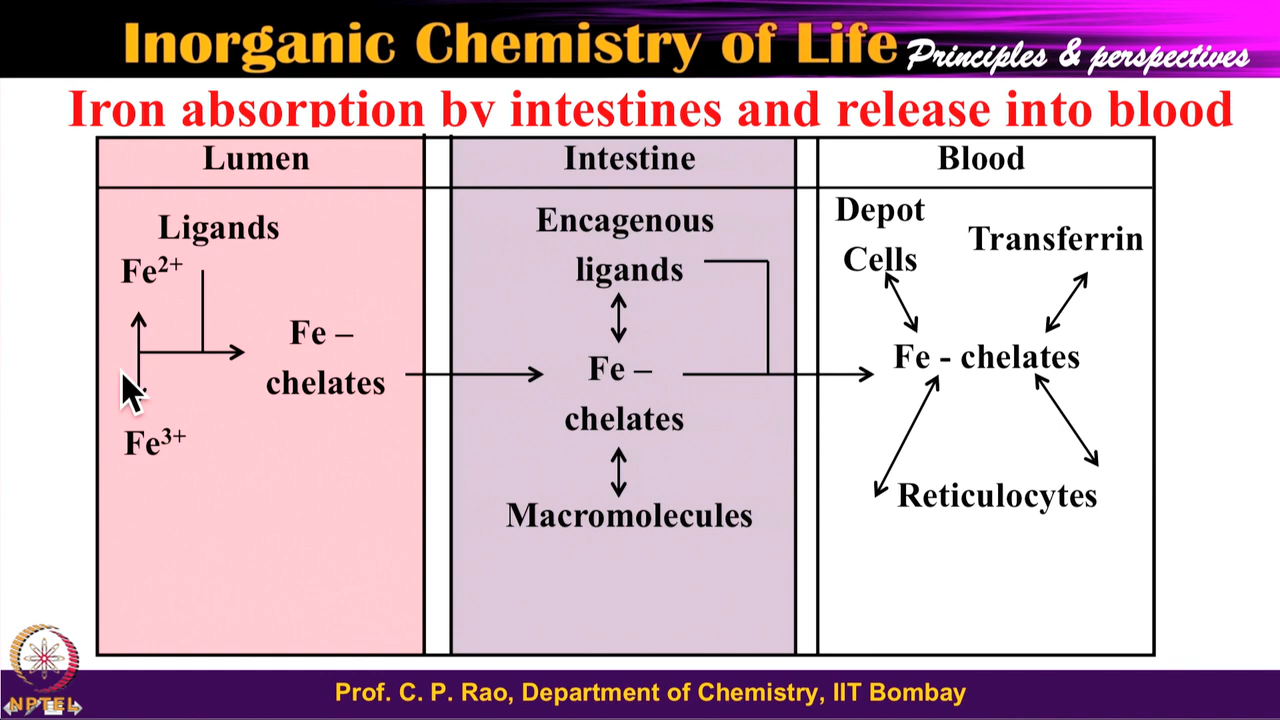 Inorganic Chemistry of Life Principles & perspectives
Iron absorption by intestines and release into blood
Lumen
Ligands
Fe2+
Fe –
chelates
Fe3+
Intestine
Encagenous
ligands
Fe –
chelates
Macromolecules
Blood
Depot
Cells
Transferrin
Fe - chelates
Reticulocytes
NPTEL
Prof. C. P. Rao, Department of Chemistry, IIT Bombay